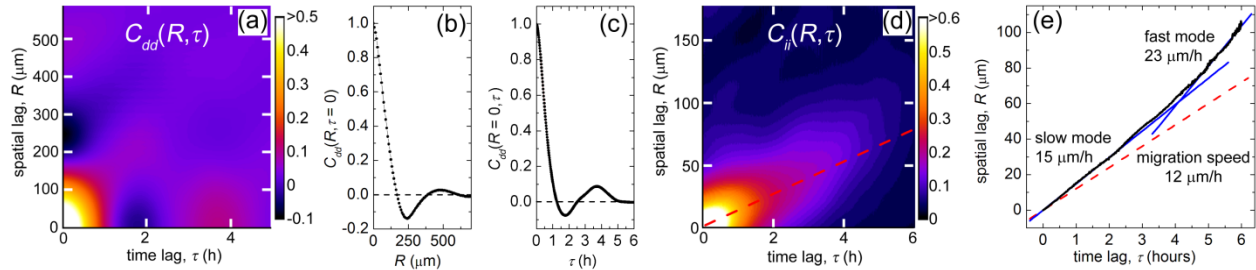 (a)
C_dd(R,τ)
>0.5
0.4
0.3
0.2
0.1
0
-0.1
500
400
300
200
100
0
spatial lag, R (μm)
0 2 4
time lag, τ (h)
(b)
1.0
0.8
0.6
0.4
0.2
0.0
C_dd(R, τ = 0)
0 250 500
R (μm)
(c)
1.0
0.8
0.6
0.4
0.2
0.0
C_dd(R = 0, τ)
0 1 2 3 4 5 6
τ (h)
(d)
C_ii(R,τ)
>0.6
0.5
0.4
0.3
0.2
0.1
0
150
100
50
0
spatial lag, R (μm)
0 2 4 6
time lag, τ (h)
(e)
fast mode
23 μm/h
slow mode
15 μm/h
migration speed
12 μm/h
100
80
60
40
20
0
spatial lag, R (μm)
0 1 2 3 4 5 6
time lag, τ (hours)